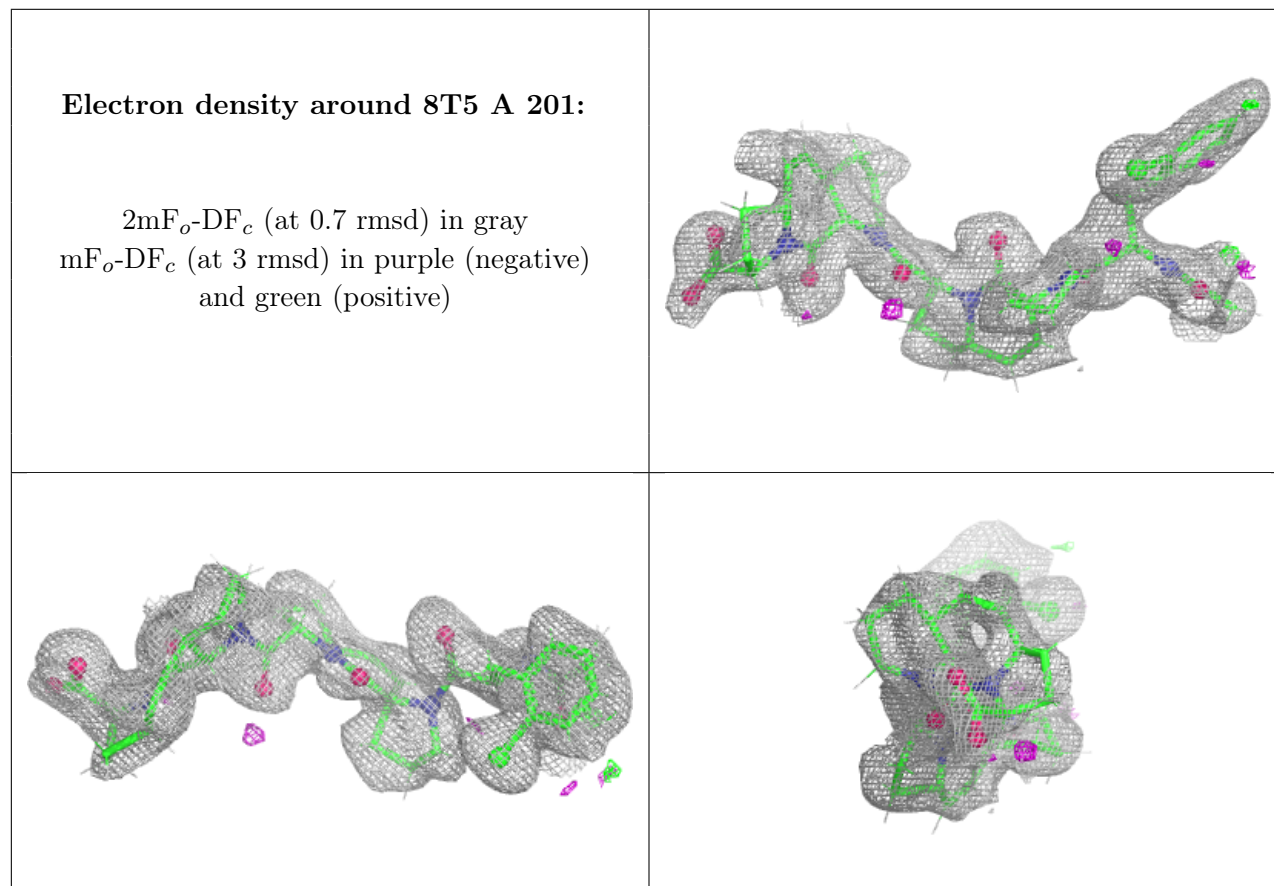 Electron density around 8T5 A 201:
2mFₒ-DF𝒸 (at 0.7 rmsd) in gray
mFₒ-DF𝒸 (at 3 rmsd) in purple (negative)
and green (positive)